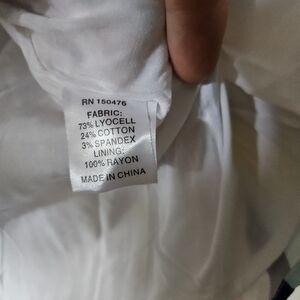 RN 150476
FABRIC:
73% LYOCELL
24% COTTON
3% SPANDEX
LINING:
100% RAYON
MADE IN CHINA